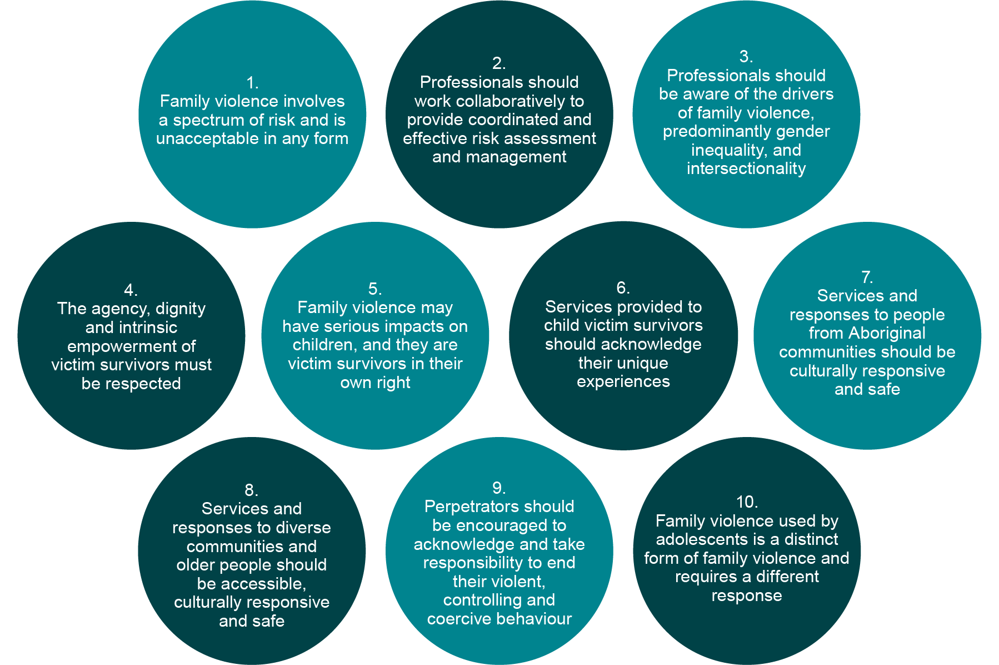 1.
Family violence involves
a spectrum of risk and is
unacceptable in any form
2.
Professionals should
work collaboratively to
provide coordinated and
effective risk assessment
and management
3.
Professionals should
be aware of the drivers
of family violence,
predominantly gender
inequality, and
intersectionality
4.
The agency, dignity
and intrinsic
empowerment of
victim survivors must
be respected
5.
Family violence may
have serious impacts on
children, and they are
victim survivors in their
own right
6.
Services provided to
child victim survivors
should acknowledge
their unique
experiences
7.
Services and
responses to people
from Aboriginal
communities should be
culturally responsive
and safe
8.
Services and
responses to diverse
communities and
older people should
be accessible,
culturally responsive
and safe
9.
Perpetrators should
be encouraged to
acknowledge and take
responsibility to end
their violent,
controlling and
coercive behaviour
10.
Family violence used by
adolescents is a distinct
form of family violence and
requires a different
response